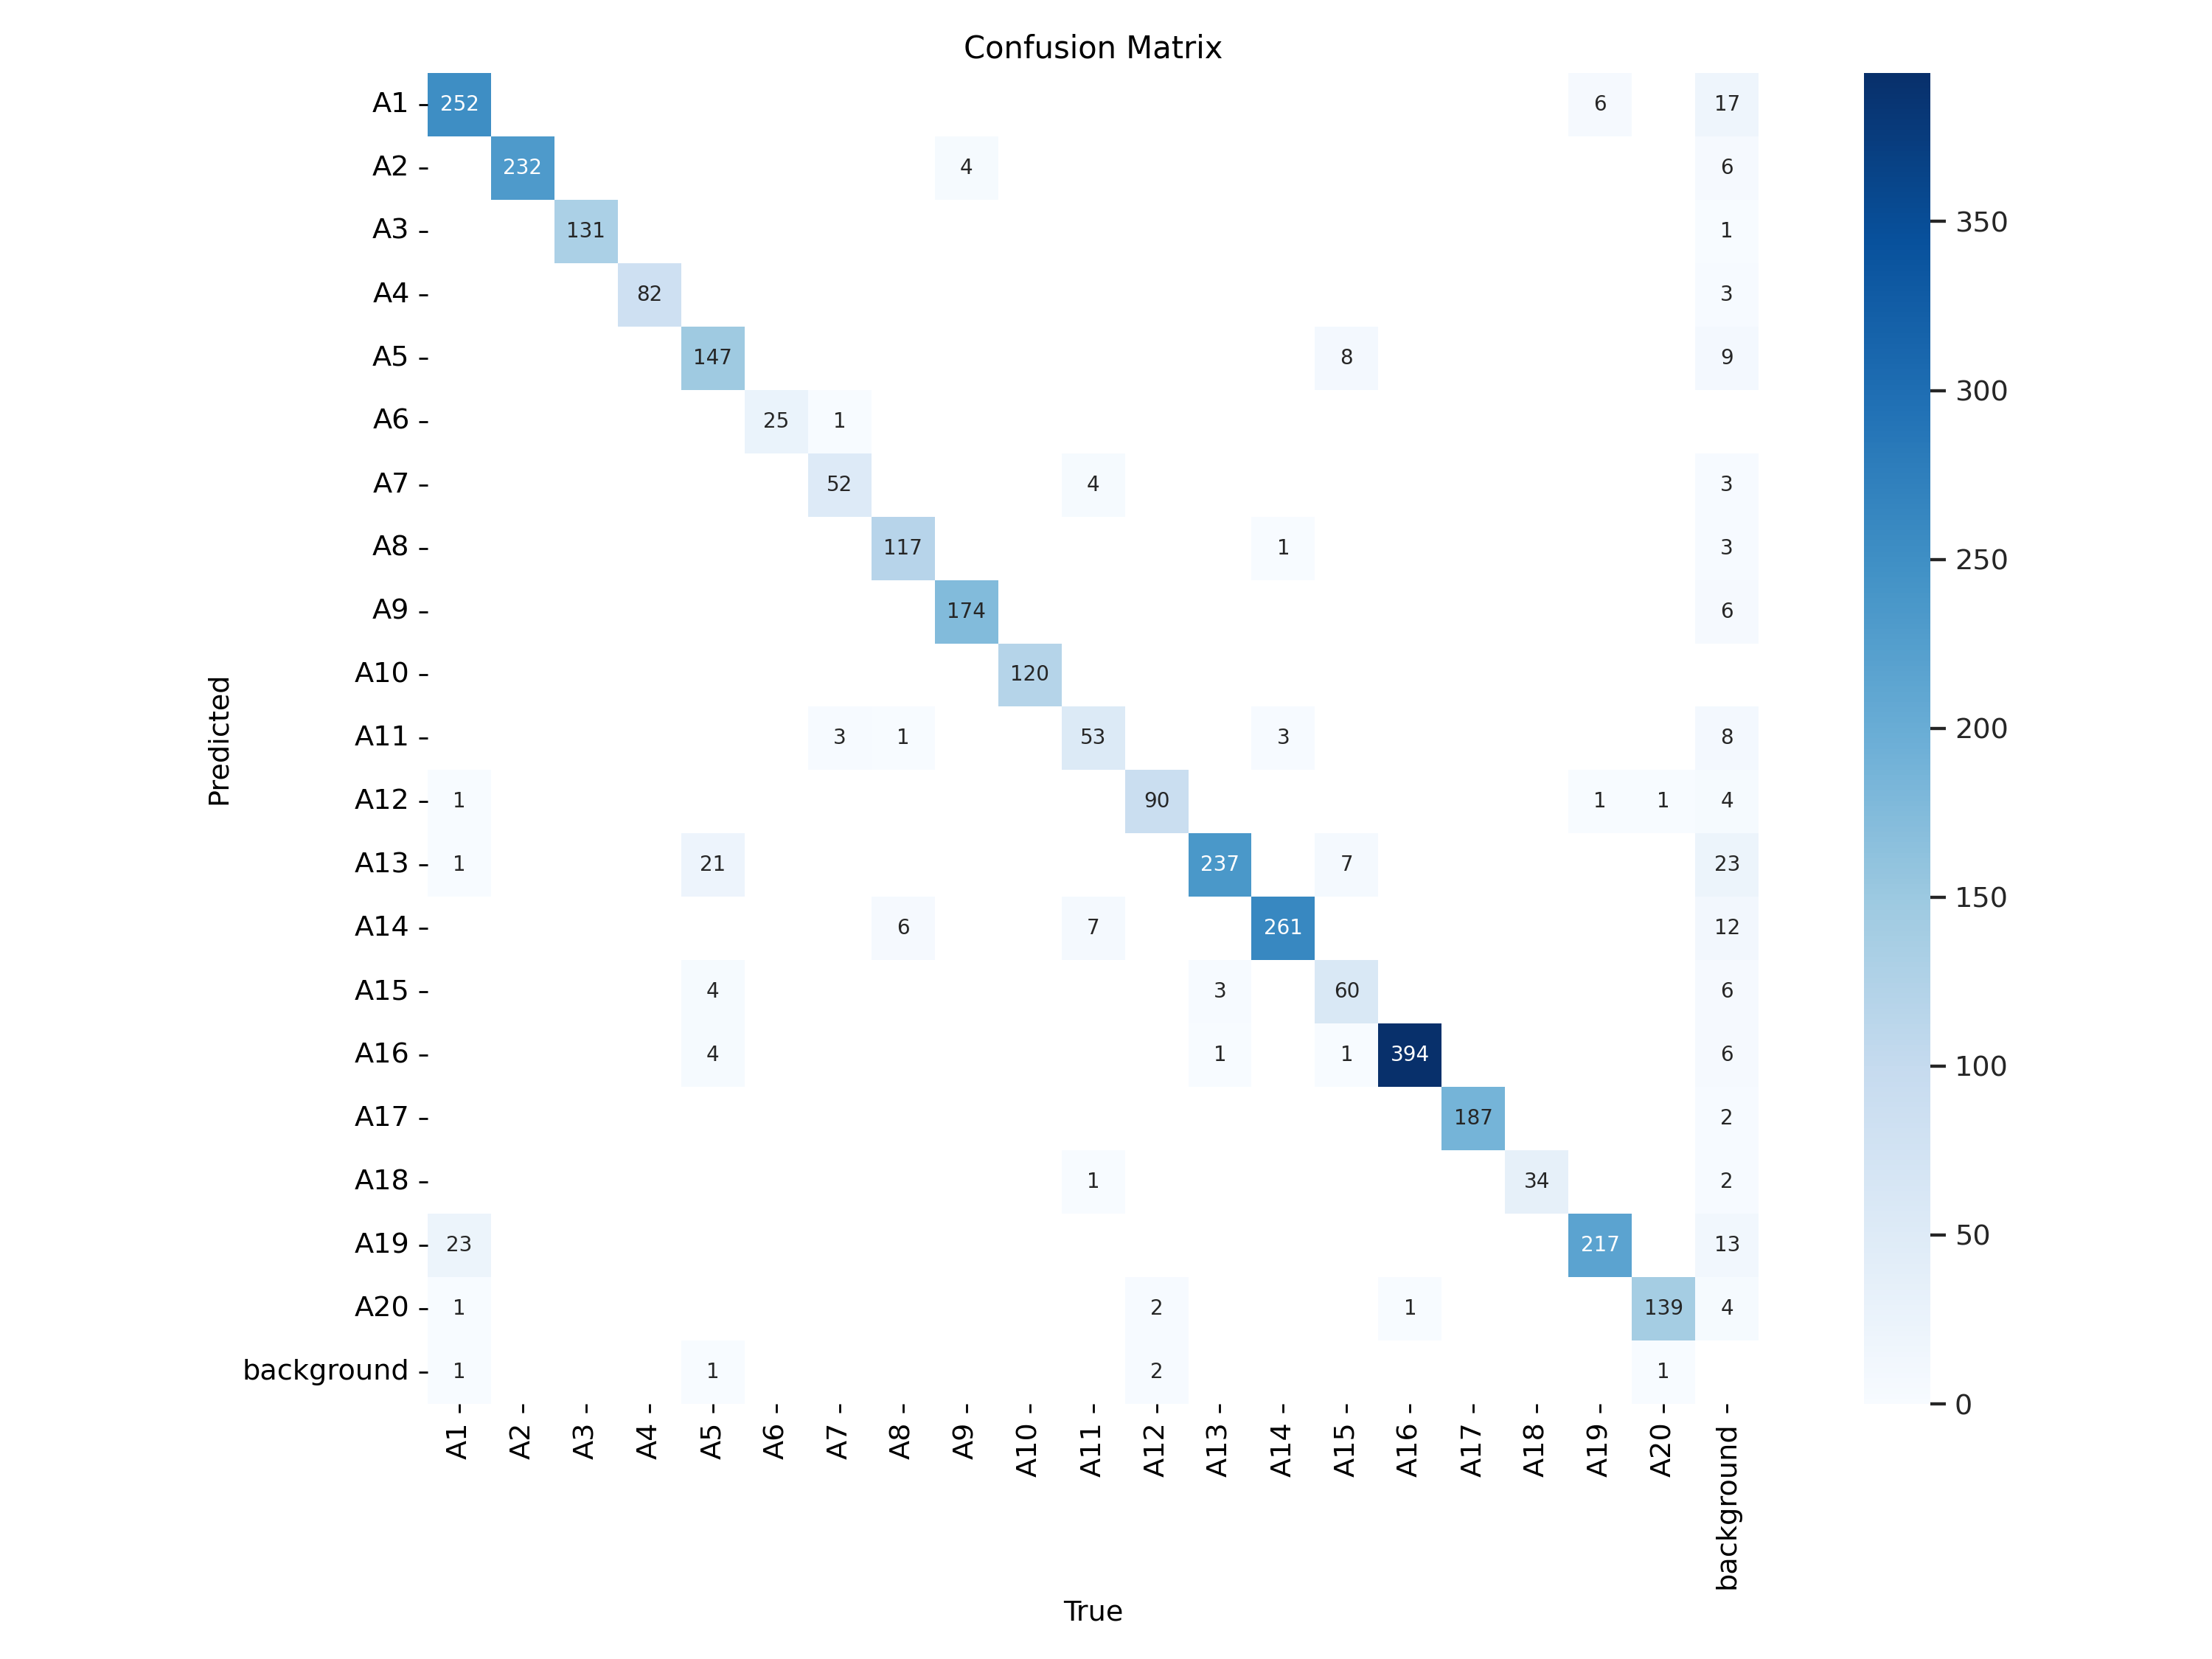 Confusion Matrix
A1 252 6 17
A2 232 4 6
A3 131 1
350
A4 82 3
A5 147 8 9
300
A6 25 1
A7 52 4 3
A8 117 1 3
250
A9 174 6
Predicted
A10 120
200
A11 3 1 53 3 8
A12 1 90 1 1 4
A13 1 21 237 7 23
150
A14 6 7 261 12
A15 4 3 60 6
A16 4 1 1 394 6
100
A17 187 2
A18 1 34 2
A19 23 217 13
50
A20 1 2 1 139 4
background 1 1 2 1
0
A1 A2 A3 A4 A5 A6 A7 A8 A9 A10 A11 A12 A13 A14 A15 A16 A17 A18 A19 A20 background
True